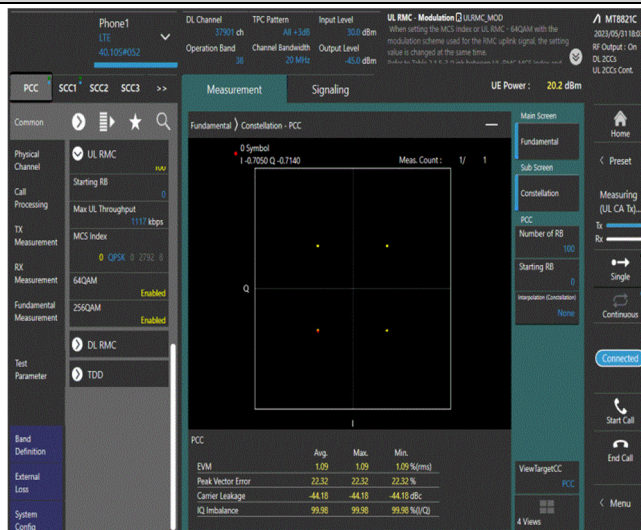 Phone1
LTE
40.10S#052
DL Channel
37901 ch
TPC Pattern
All +3dB
Input Level
30.0 dBm
Operation Band
38
Channel Bandwidth
20 MHz
Output Level
-45.0 dBm
UL RMC - Modulation ULRMC_MOD
When setting the MCS Index or UL RMC - 64QAM with the
modulation scheme used for the RMC uplink signal, the setting
value is changed at the same time.
MT8821C
2023/05/3118:03
RF Output : On
DL 2CCs
UL 2CCs Cont.
PCC
SCC1
SCC2
SCC3
>>
Measurement
Signaling
UE Power : 20.2 dBm
Common
Physical
Channel
Call
Processing
TX
Measurement
RX
Measurement
Fundamental
Measurement
Test
Parameter
Band
Definition
External
Loss
System
Config
UL RMC
100
Starting RB
0
Max UL Throughput
1117 kbps
MCS Index
0 QPSK 0 2792 8
64QAM
Enabled
256QAM
Enabled
DL RMC
TDD
Fundamental ⟩ Constellation - PCC
0 Symbol
I -0.7050 Q -0.7140
Meas. Count : 1/ 1
Q
I
PCC
Avg. Max. Min.
EVM 1.09 1.09 1.09 %(rms)
Peak Vector Error 22.32 22.32 22.32 %
Carrier Leakage -44.18 -44.18 -44.18 dBc
IQ Imbalance 99.98 99.98 99.98 %(I/Q)
Main Screen
Fundamental
Sub Screen
Constellation
PCC
Number of RB
100
Starting RB
0
Interpolation (Constellation)
None
ViewTargetCC
PCC
4 Views
Home
< Preset
Measuring
(UL CA Tx)...
Tx
Rx
Single
Continuous
Connected
Start Call
End Call
< Menu